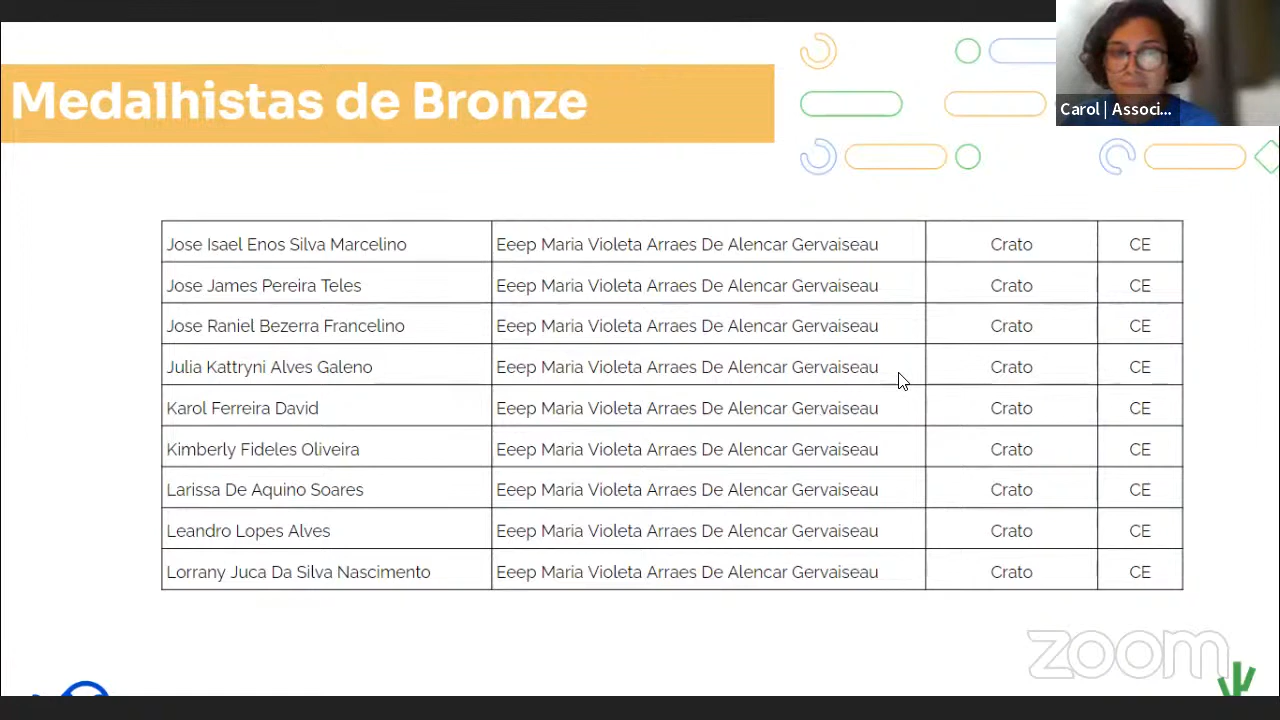 Medalhistas de Bronze
Carol | Associ...
Jose Isael Enos Silva Marcelino Eeep Maria Violeta Arraes De Alencar Gervaiseau Crato CE
Jose James Pereira Teles Eeep Maria Violeta Arraes De Alencar Gervaiseau Crato CE
Jose Raniel Bezerra Francelino Eeep Maria Violeta Arraes De Alencar Gervaiseau Crato CE
Julia Kattryni Alves Galeno Eeep Maria Violeta Arraes De Alencar Gervaiseau Crato CE
Karol Ferreira David Eeep Maria Violeta Arraes De Alencar Gervaiseau Crato CE
Kimberly Fideles Oliveira Eeep Maria Violeta Arraes De Alencar Gervaiseau Crato CE
Larissa De Aquino Soares Eeep Maria Violeta Arraes De Alencar Gervaiseau Crato CE
Leandro Lopes Alves Eeep Maria Violeta Arraes De Alencar Gervaiseau Crato CE
Lorrany Juca Da Silva Nascimento Eeep Maria Violeta Arraes De Alencar Gervaiseau Crato CE
zoom